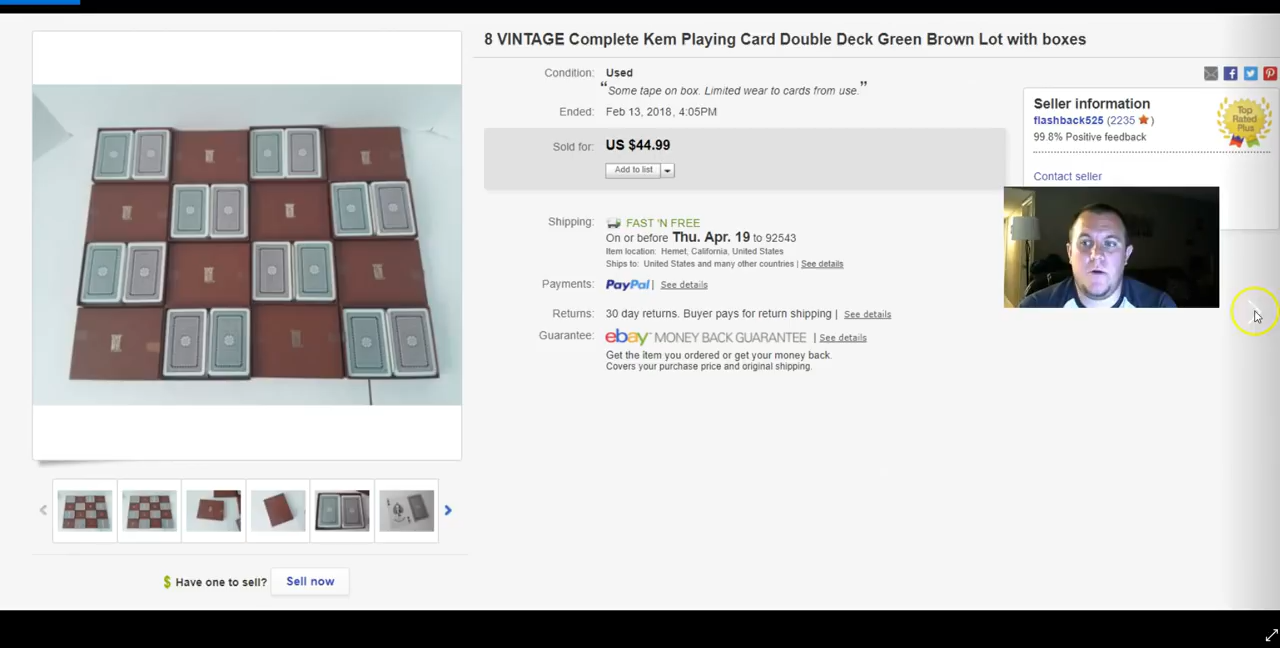 8 VINTAGE Complete Kem Playing Card Double Deck Green Brown Lot with boxes
Condition: Used
“Some tape on box. Limited wear to cards from use.”
Ended: Feb 13, 2018, 4:05PM
Sold for: US $44.99
Add to list
Shipping: FAST 'N FREE
On or before Thu. Apr. 19 to 92543
Item location: Hemet, California, United States
Ships to: United States and many other countries | See details
Payments: PayPal | See details
Returns: 30 day returns. Buyer pays for return shipping | See details
Guarantee: ebay MONEY BACK GUARANTEE | See details
Get the item you ordered or get your money back.
Covers your purchase price and original shipping.
Seller information
flashback525 (2235 ★)
99.8% Positive feedback
Top
Rated
Plus
Contact seller
$ Have one to sell? Sell now